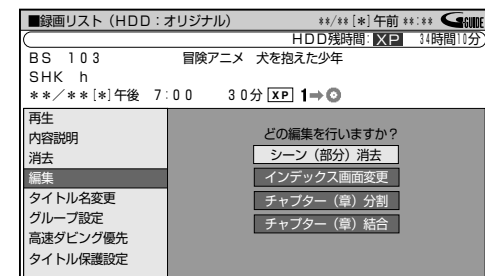 ■録画リスト（HDD：オリジナル） **/**[*]午前 **:** GGUIDE
HDD残時間: XP 34時間10分
BS 103 冒険アニメ 犬を抱えた少年
SHK h
**/**[*]午後 7:00 30分 XP 1➡
再生
内容説明
消去
編集
タイトル名変更
グループ設定
高速ダビング優先
タイトル保護設定
どの編集を行いますか？
シーン（部分）消去
インデックス画面変更
チャプター（章）分割
チャプター（章）結合